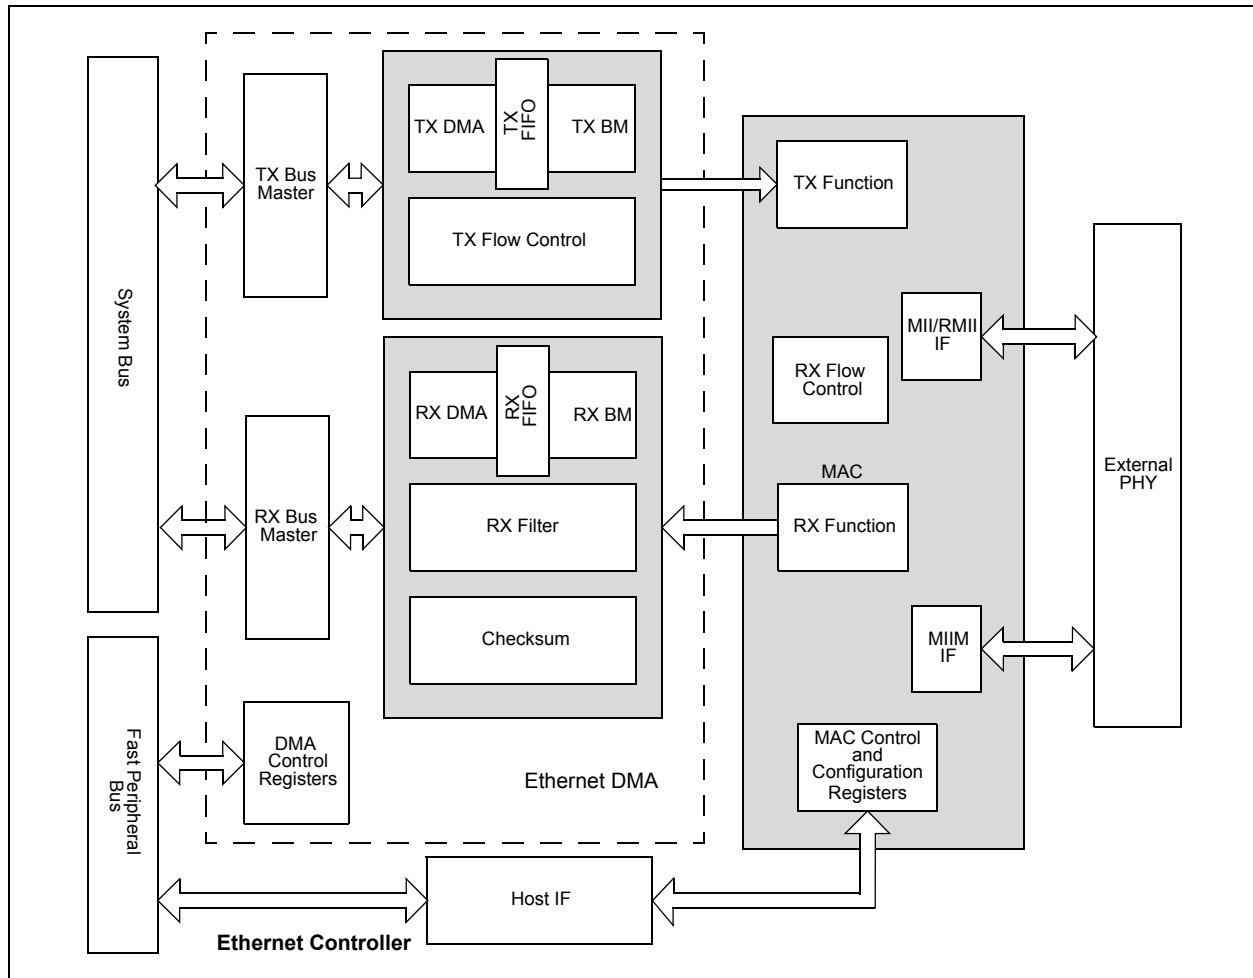 System Bus
Fast Peripheral
Bus
TX Bus
Master
TX DMA
TX
FIFO
TX BM
TX Flow Control
TX Function
MII/RMII
IF
RX Flow
Control
RX Bus
Master
RX DMA
RX
FIFO
RX BM
RX Filter
Checksum
MAC
RX Function
External
PHY
MIIM
IF
DMA
Control
Registers
Ethernet DMA
MAC Control
and
Configuration
Registers
Host IF
Ethernet Controller